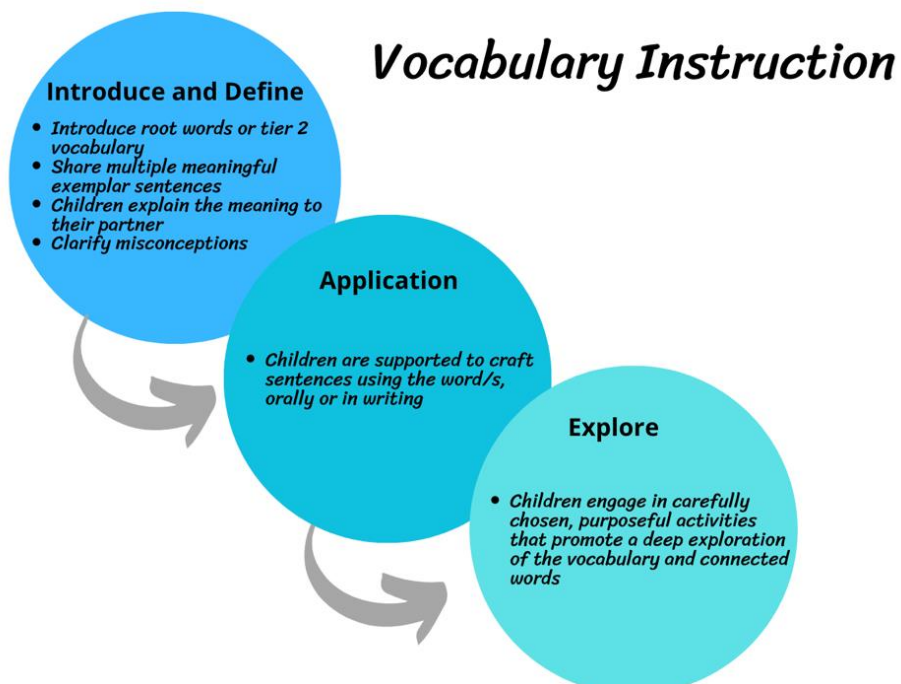 Vocabulary Instruction
Introduce and Define
• Introduce root words or tier 2
vocabulary
• Share multiple meaningful
exemplar sentences
• Children explain the meaning to
their partner
• Clarify misconceptions
Application
• Children are supported to craft
sentences using the word/s,
orally or in writing
Explore
• Children engage in carefully
chosen, purposeful activities
that promote a deep exploration
of the vocabulary and connected
words